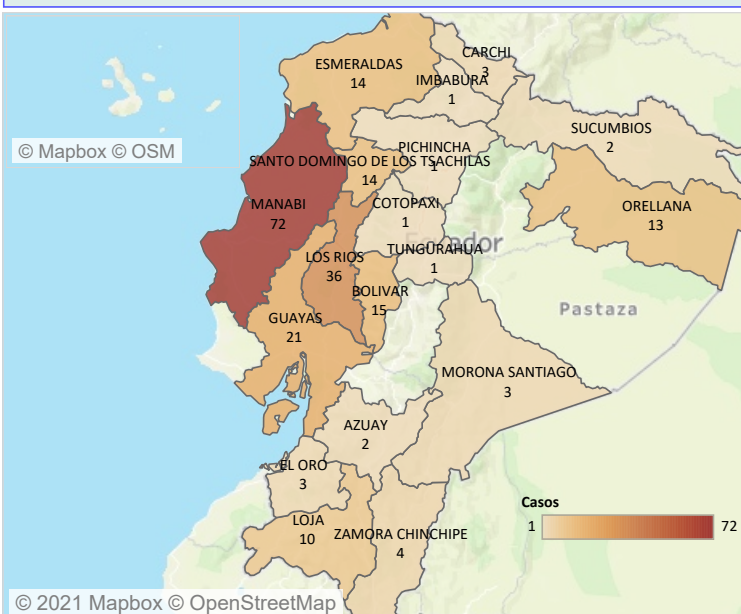 CARCHI
3
ESMERALDAS
14
IMBABURA
1
SUCUMBIOS
2
© Mapbox © OSM
PICHINCHA
1
SANTO DOMINGO DE LOS TSACHILAS
14
MANABI
72
COTOPAXI
1
ORELLANA
13
Ecuador
TUNGURAHUA
1
LOS RIOS
36
BOLIVAR
15
Pastaza
GUAYAS
21
MORONA SANTIAGO
3
AZUAY
2
EL ORO
3
Casos
1
72
LOJA
10
ZAMORA CHINCHIPE
4
© 2021 Mapbox © OpenStreetMap